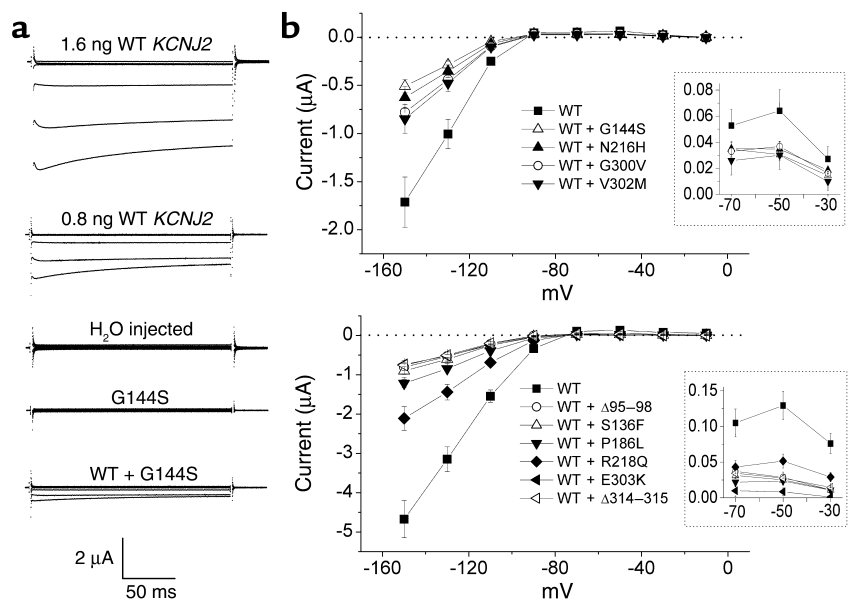 a
1.6 ng WT KCNJ2
0.8 ng WT KCNJ2
H2O injected
G144S
WT + G144S
2 μA
50 ms
b
Current (μA)
0.0
-0.5
-1.0
-1.5
-2.0
-160 -120 -80 -40 0
mV
WT
WT + G144S
WT + N216H
WT + G300V
WT + V302M
0.08
0.06
0.04
0.02
0.00
-70 -50 -30
Current (μA)
0
-1
-2
-3
-4
-5
-160 -120 -80 -40 0
mV
WT
WT + Δ95–98
WT + S136F
WT + P186L
WT + R218Q
WT + E303K
WT + Δ314–315
0.15
0.10
0.05
0.00
-70 -50 -30